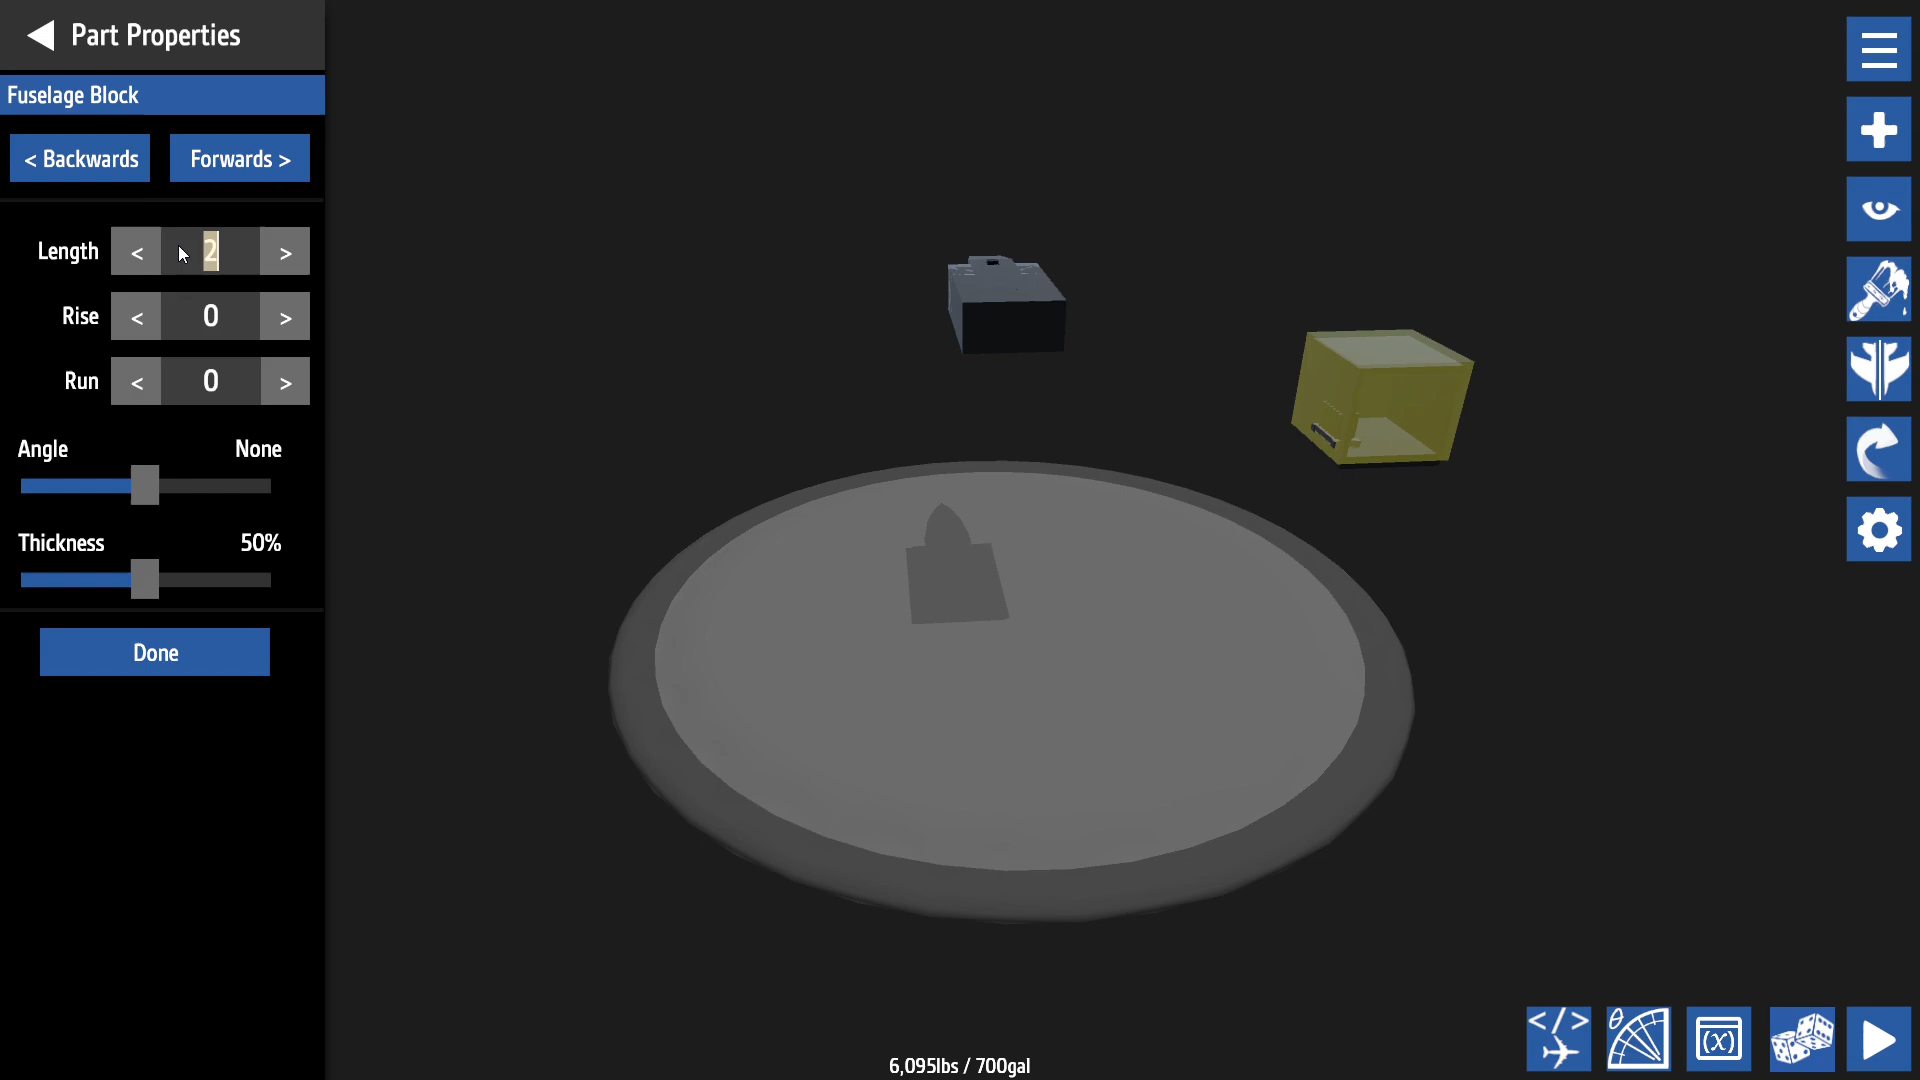 Part Properties
Fuselage Block
< Backwards
Forwards >
Length < 2 >
Rise < 0 >
Run < 0 >
Angle None
Thickness 50%
Done
</>
θ
(x)
6,095lbs / 700gal